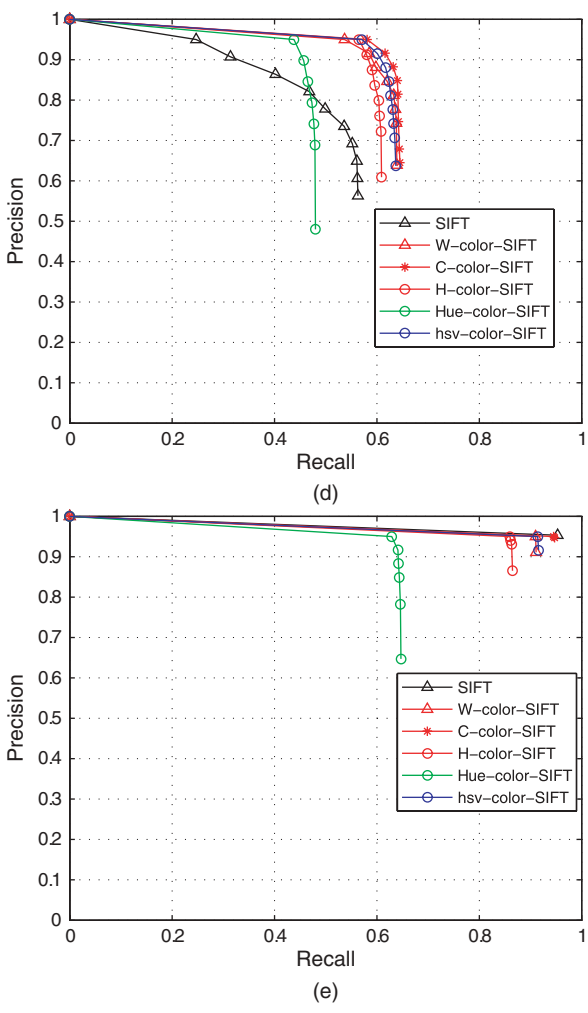 1
0.9
0.8
0.7
0.6
0.5
0.4
0.3
0.2
0.1
0
Precision
SIFT
W-color-SIFT
C-color-SIFT
H-color-SIFT
Hue-color-SIFT
hsv-color-SIFT
0 0.2 0.4 0.6 0.8 1
Recall
(d)
1
0.9
0.8
0.7
0.6
0.5
0.4
0.3
0.2
0.1
0
Precision
SIFT
W-color-SIFT
C-color-SIFT
H-color-SIFT
Hue-color-SIFT
hsv-color-SIFT
0 0.2 0.4 0.6 0.8 1
Recall
(e)